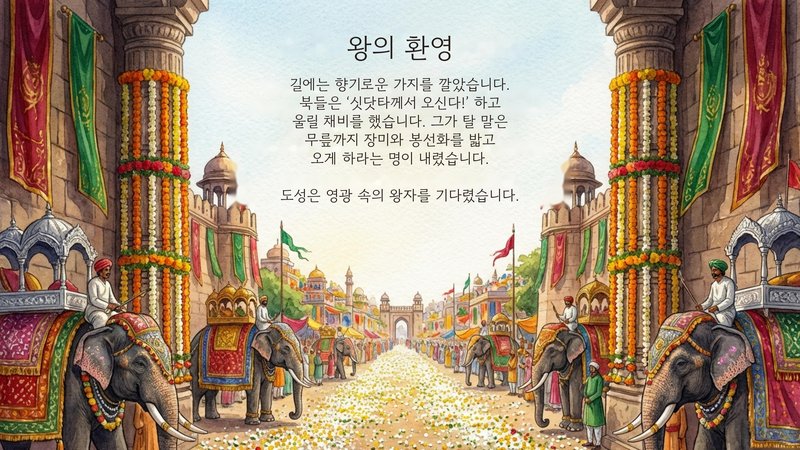 왕의 환영
길에는 향기로운 가지를 깔았습니다.
북들은 ‘싯닷타께서 오신다!’ 하고
울릴 채비를 했습니다. 그가 탈 말은
무릎까지 장미와 봉선화를 밟고
오게 하라는 명이 내렸습니다.
도성은 영광 속의 왕자를 기다렸습니다.